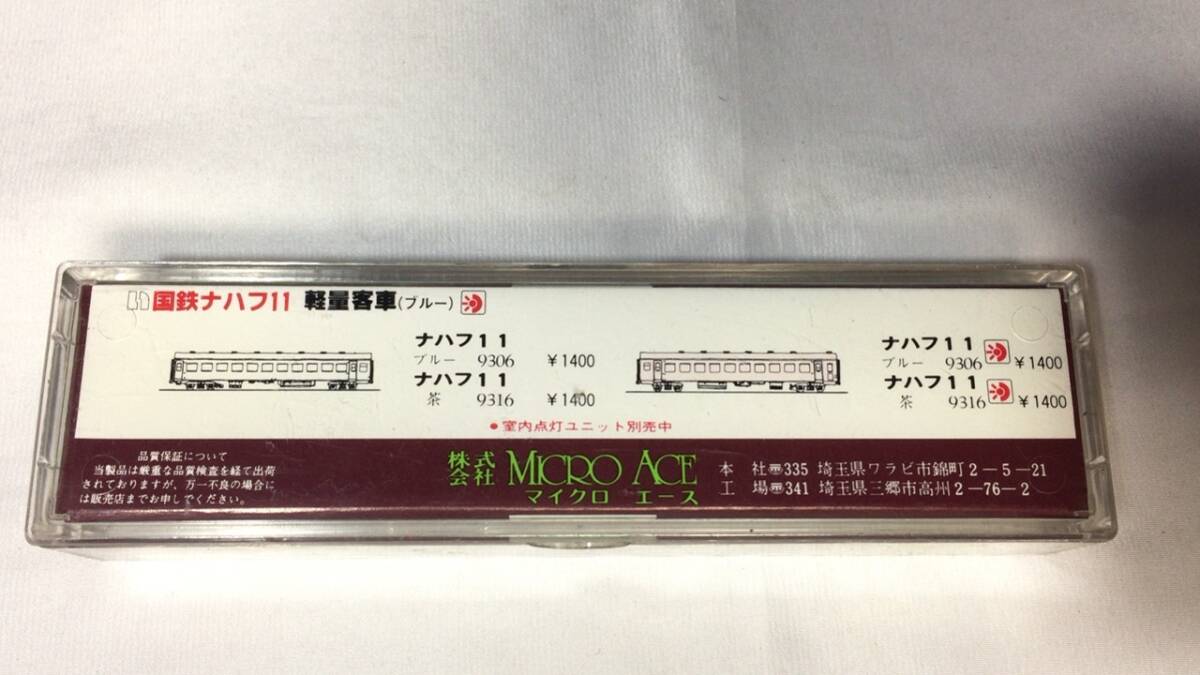 国鉄ナハフ11 軽量客車(ブルー)
ナハフ11
ブルー 9306 ¥1400
ナハフ11
茶 9316 ¥1400
ナハフ11
ブルー 9306 ¥1400
ナハフ11
茶 9316 ¥1400
●室内点灯ユニット別売中
品質保証について
当製品は厳重な品質検査を経て出荷
されておりますが、万一不良の場合に
は販売店までお申しでください。
株式会社 MICRO ACE
マイクロ エース
本 社〠335 埼玉県ワラビ市錦町2-5-21
工 場〠341 埼玉県三郷市高州2-76-2